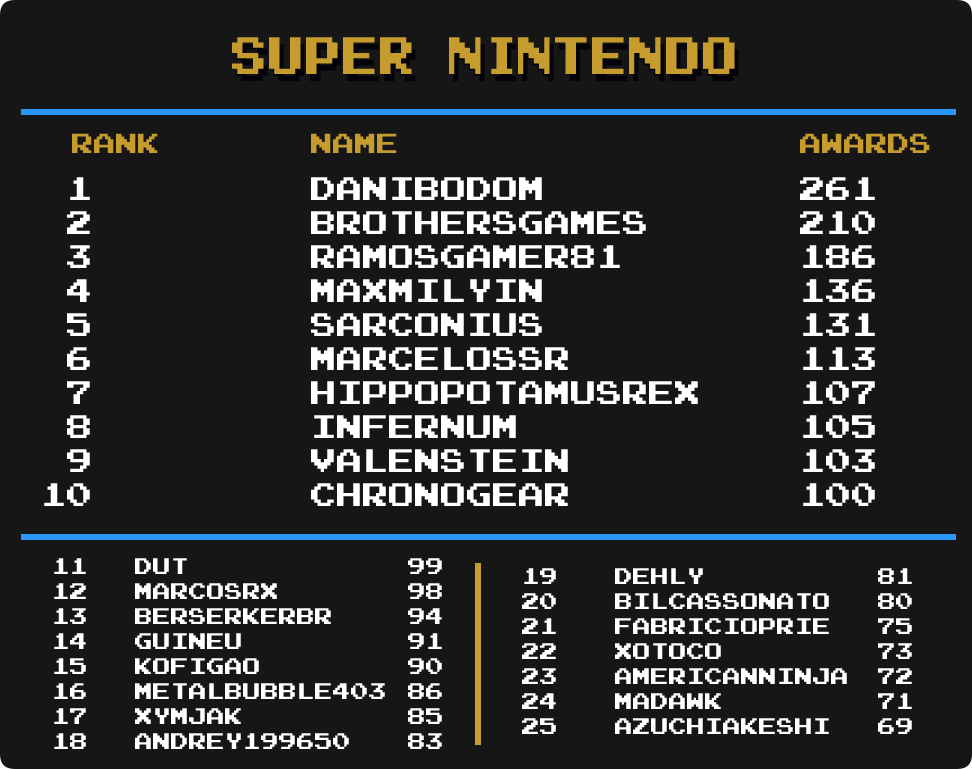 SUPER NINTENDO
RANK NAME AWARDS
1 DANIBODOM 261
2 BROTHERSGAMES 210
3 RAMOSGAMER81 186
4 MAXMILYIN 136
5 SARCONIUS 131
6 MARCELOSSR 113
7 HIPPOPOTAMUSREX 107
8 INFERNUM 105
9 VALENSTEIN 103
10 CHRONOGEAR 100
11 DUT 99
12 MARCOSRX 98
13 BERSERKERBR 94
14 GUINEU 91
15 KOFIGAO 90
16 METALBUBBLE403 86
17 XYMJAK 85
18 ANDREY199650 83
19 DEHLY 81
20 BILCASSONATO 80
21 FABRICIOPRIE 75
22 XOTOCO 73
23 AMERICANNINJA 72
24 MADAWK 71
25 AZUCHIAKESHI 69